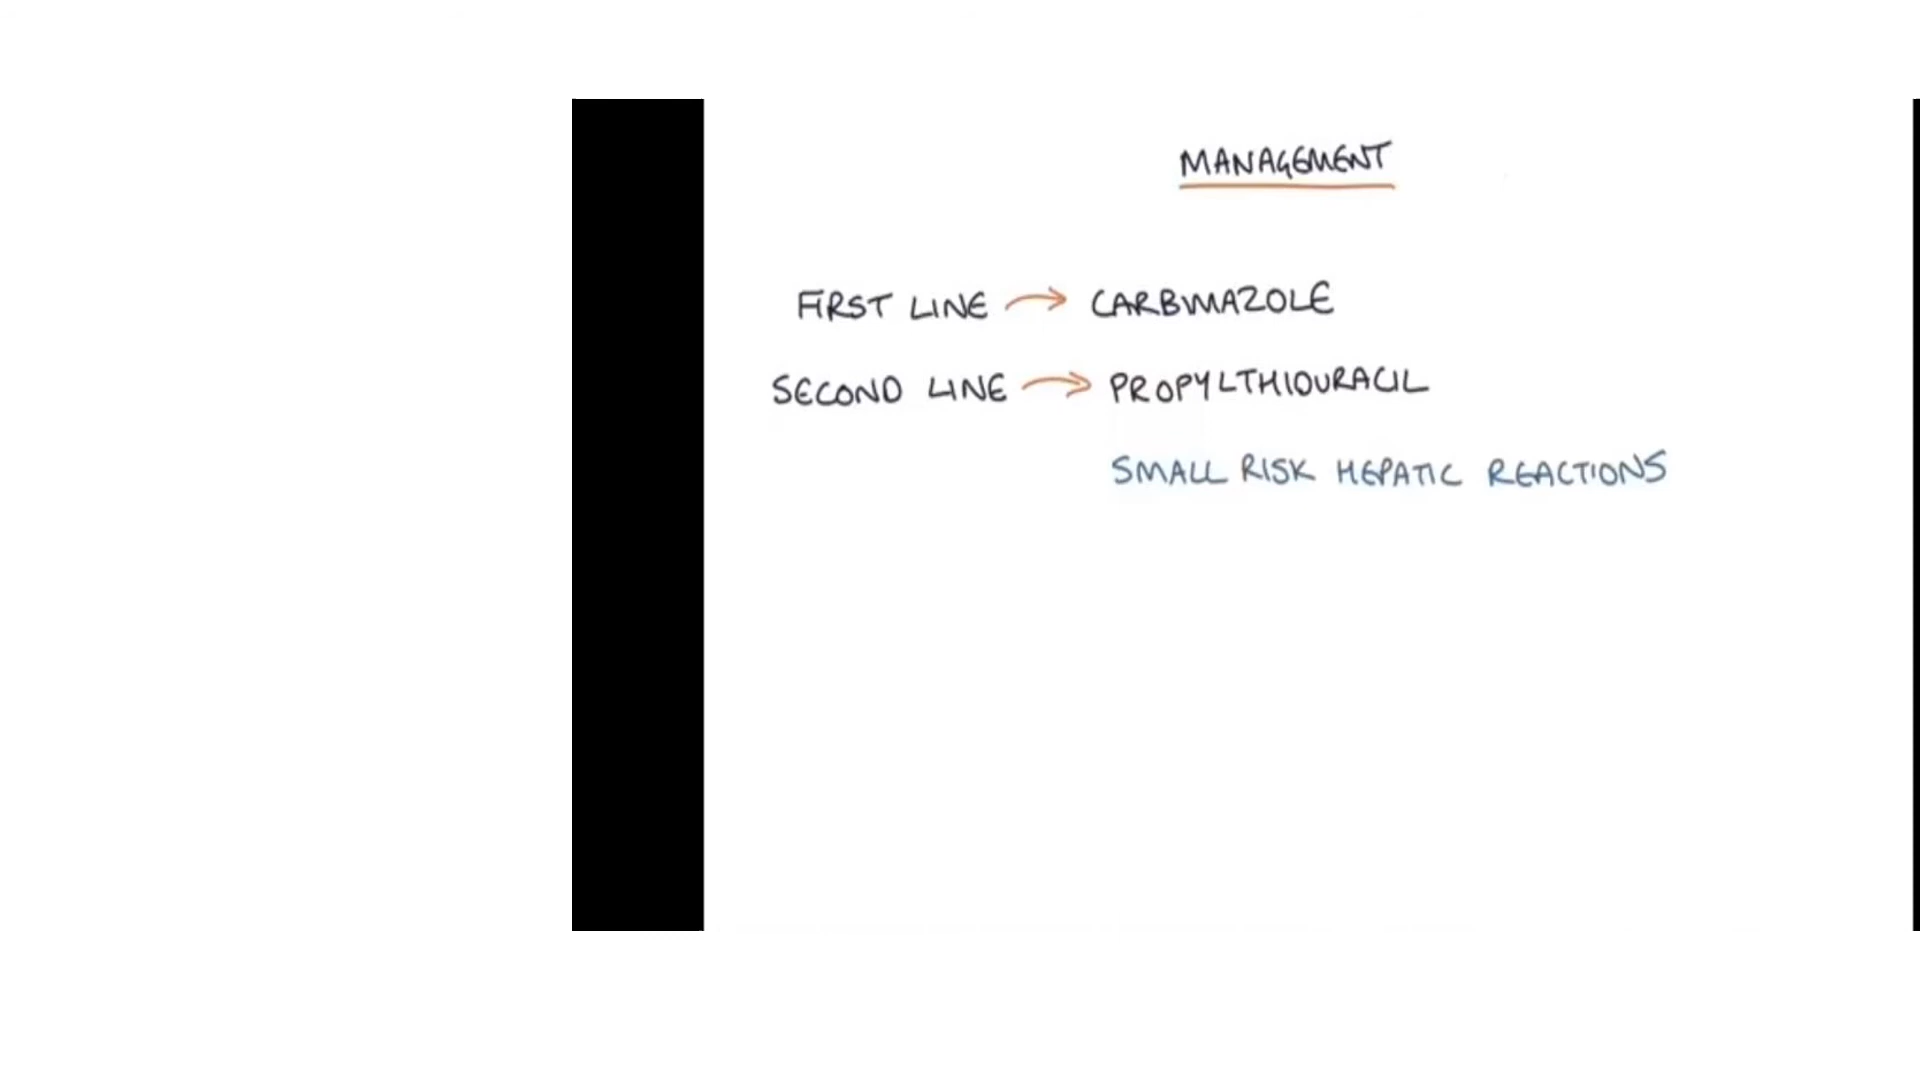 MANAGEMENT
FIRST LINE → CARBIMAZOLE
SECOND LINE → PROPYLTHIOURACIL
SMALL RISK HEPATIC REACTIONS